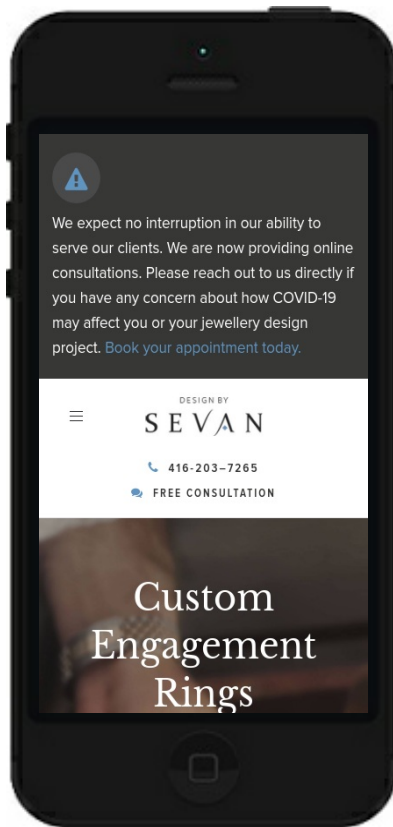 We expect no interruption in our ability to
serve our clients. We are now providing online
consultations. Please reach out to us directly if
you have any concern about how COVID-19
may affect you or your jewellery design
project. Book your appointment today.
DESIGN BY
SEVAN
416-203–7265
FREE CONSULTATION
Custom
Engagement
Rings